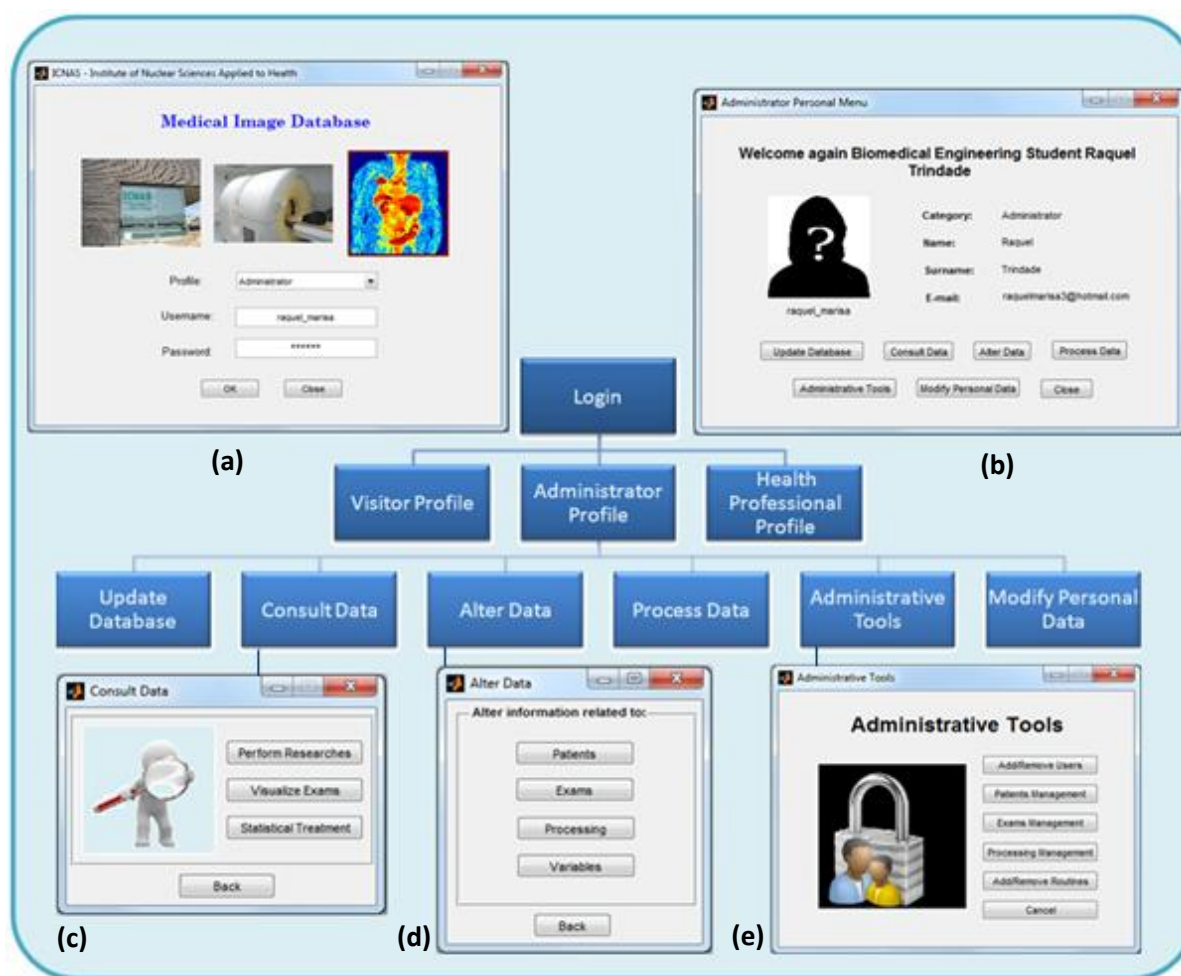 ICNAS - Institute of Nuclear Sciences Applied to Health
Medical Image Database
ICNAS
Profile:
Administrator
Username:
raquel_marisa
Password:
******
OK
Close
(a)
Administrator Personal Menu
Welcome again Biomedical Engineering Student Raquel
Trindade
?
raquel_marisa
Category: Administrator
Name: Raquel
Surname: Trindade
E-mail: raquelmarisa3@hotmail.com
Update Database
Consult Data
Alter Data
Process Data
Administrative Tools
Modify Personal Data
Close
(b)
Login
Visitor Profile
Administrator
Profile
Health
Professional
Profile
Update
Database
Consult Data
Alter Data
Process Data
Administrative
Tools
Modify Personal
Data
Consult Data
Perform Researches
Visualize Exams
Statistical Treatment
Back
(c)
Alter Data
Alter information related to:
Patients
Exams
Processing
Variables
Back
(d)
Administrative Tools
Administrative Tools
Add/Remove Users
Patients Management
Exams Management
Processing Management
Add/Remove Routines
Cancel
(e)